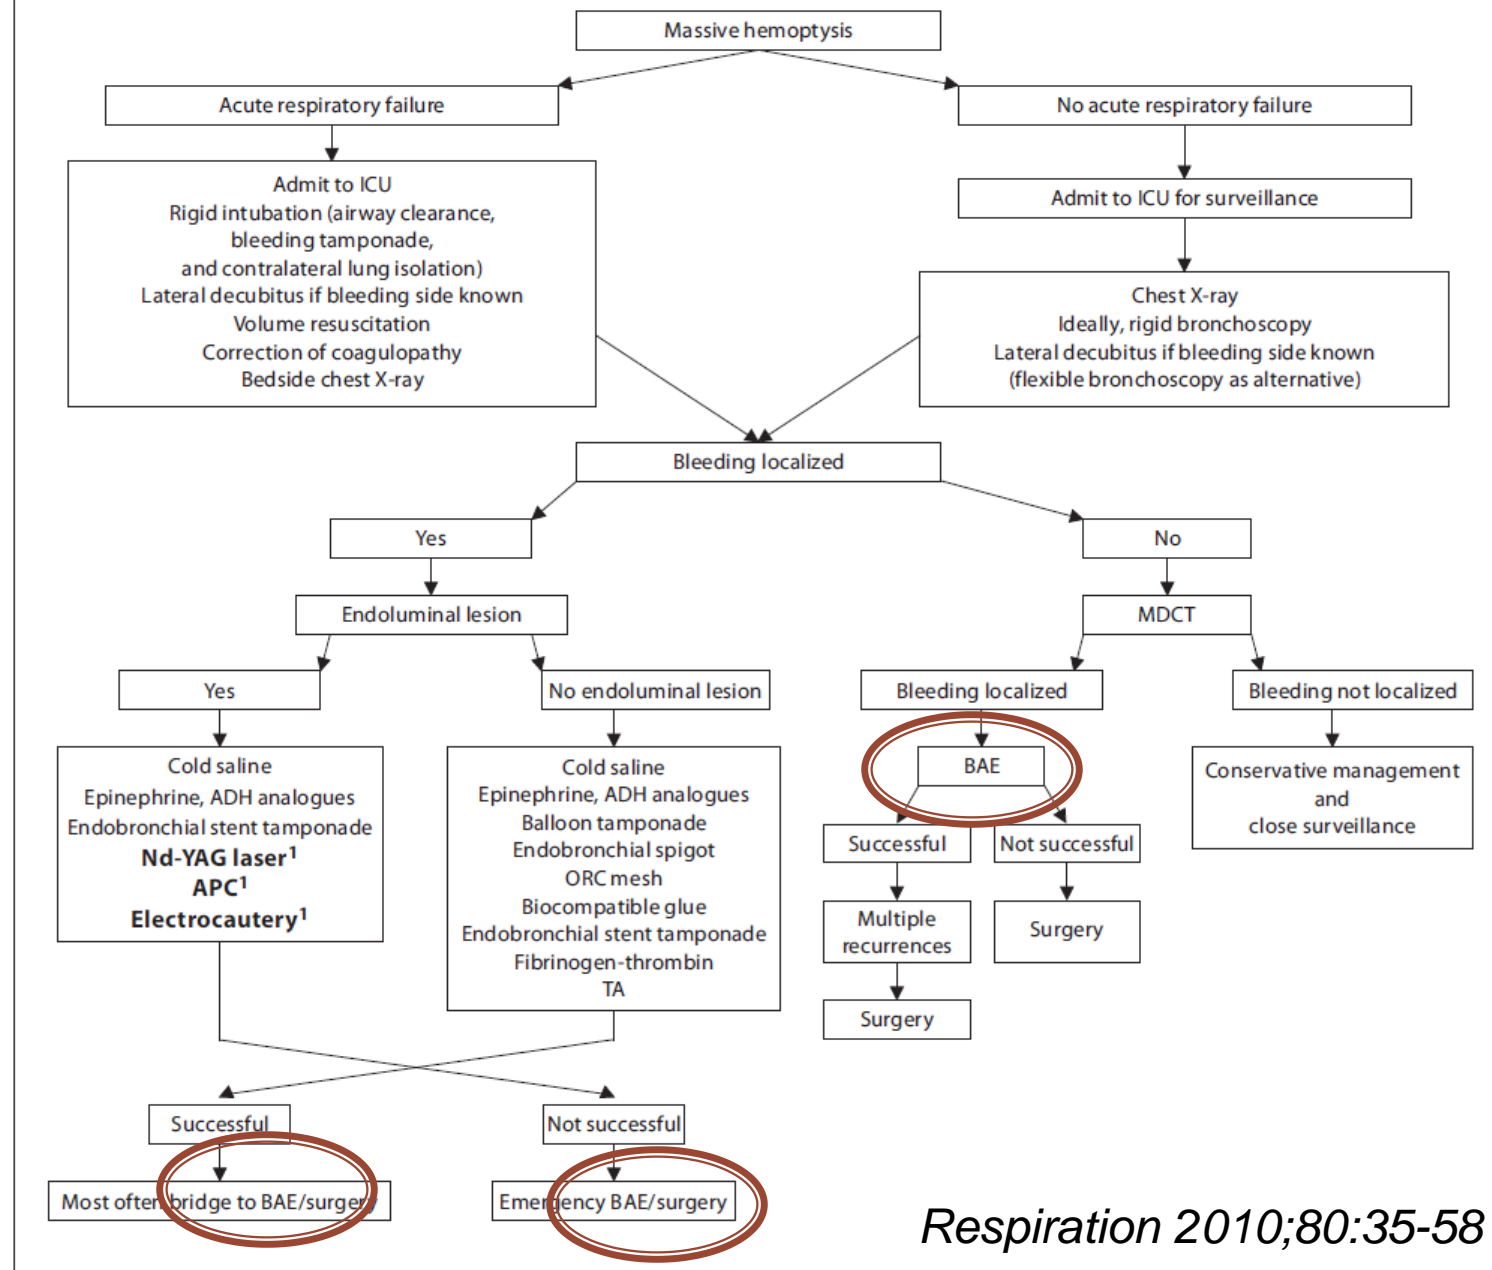 Massive hemoptysis
Acute respiratory failure
No acute respiratory failure
Admit to ICU
Rigid intubation (airway clearance,
bleeding tamponade,
and contralateral lung isolation)
Lateral decubitus if bleeding side known
Volume resuscitation
Correction of coagulopathy
Bedside chest X-ray
Admit to ICU for surveillance
Chest X-ray
Ideally, rigid bronchoscopy
Lateral decubitus if bleeding side known
(flexible bronchoscopy as alternative)
Bleeding localized
Yes
No
Endoluminal lesion
MDCT
Yes
No endoluminal lesion
Bleeding localized
Bleeding not localized
Cold saline
Epinephrine, ADH analogues
Endobronchial stent tamponade
Nd-YAG laser¹
APC¹
Electrocautery¹
Cold saline
Epinephrine, ADH analogues
Balloon tamponade
Endobronchial spigot
ORC mesh
Biocompatible glue
Endobronchial stent tamponade
Fibrinogen-thrombin
TA
BAE
Conservative management
and
close surveillance
Successful
Not successful
Multiple
recurrences
Surgery
Surgery
Successful
Not successful
Most often bridge to BAE/surgery
Emergency BAE/surgery
Respiration 2010;80:35-58